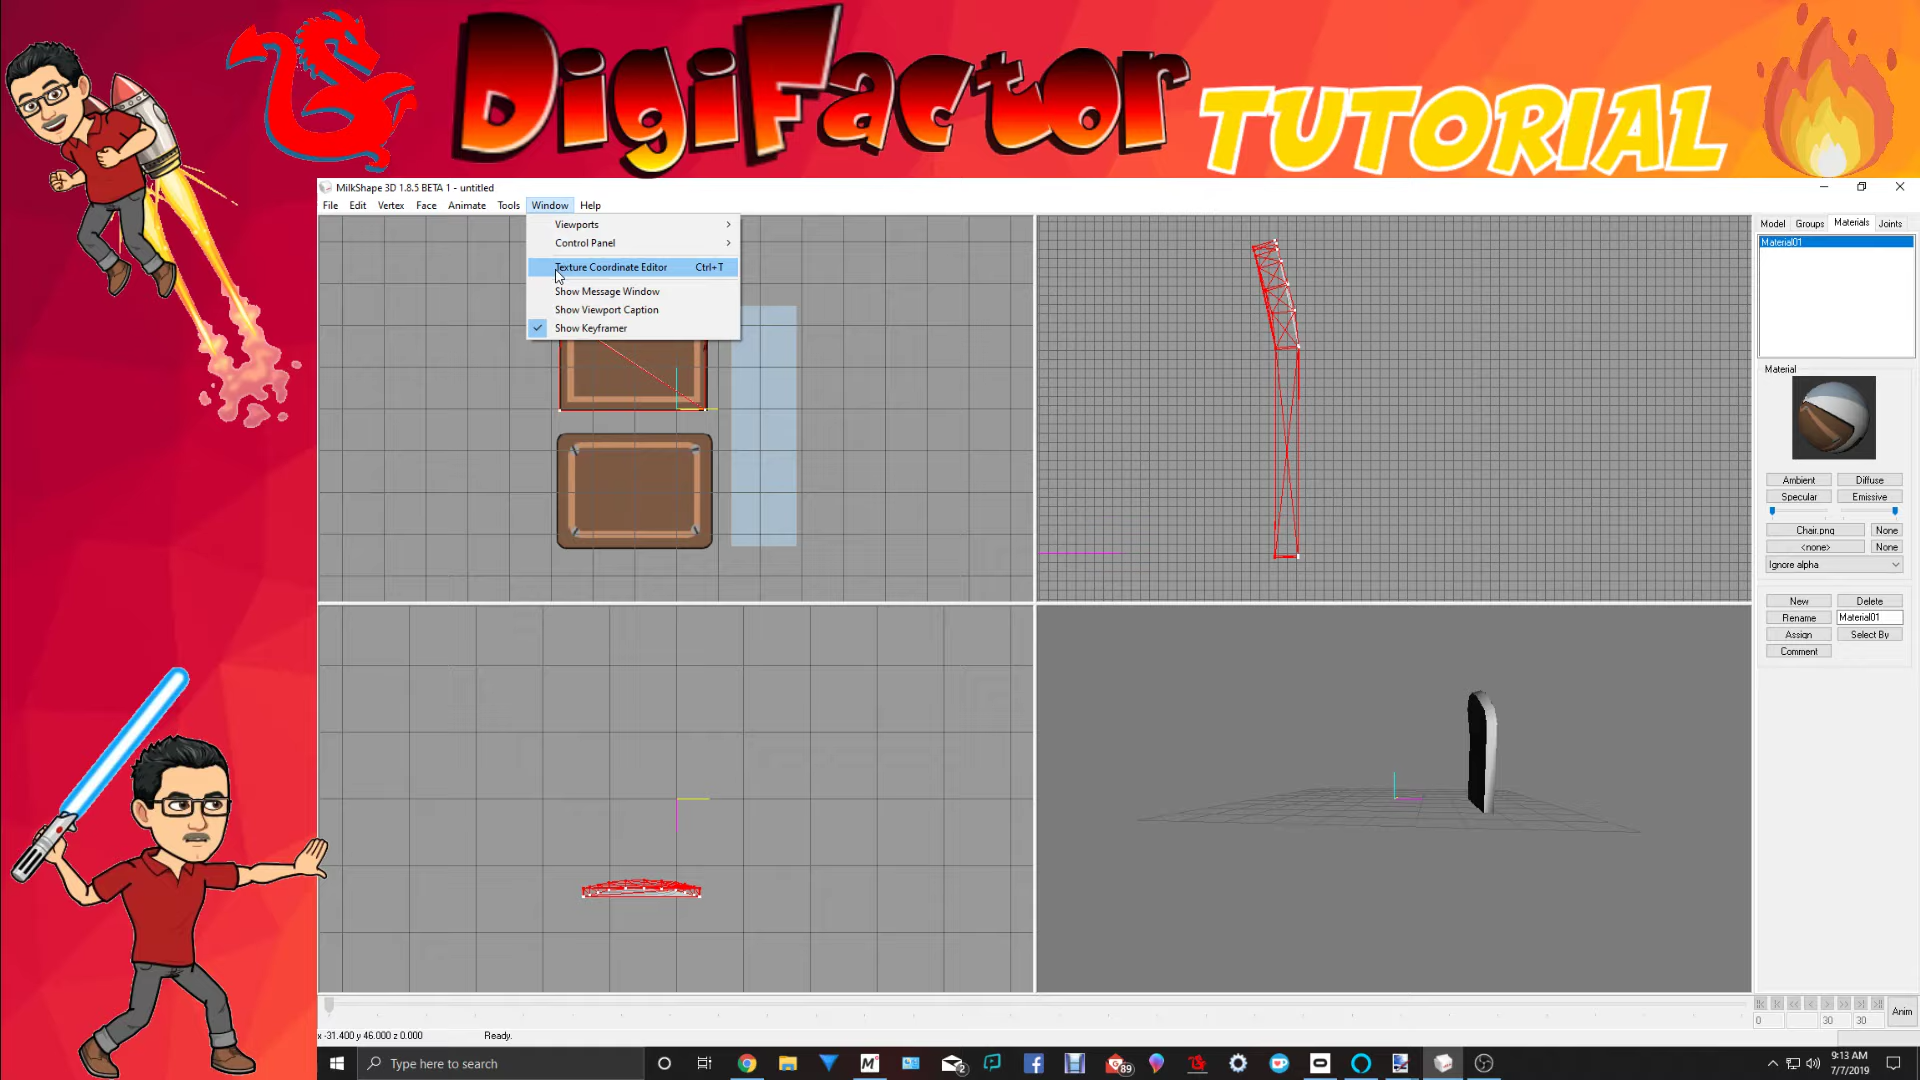 DigiFactor TUTORIAL
MilkShape 3D 1.8.5 BETA 1 - untitled
File Edit Vertex Face Animate Tools Window Help
Viewports
Control Panel
Texture Coordinate Editor Ctrl+T
Show Message Window
Show Viewport Caption
Show Keyframer
Model Groups Materials Joints
Material01
Material
Ambient Diffuse
Specular Emissive
Chair.png None
<none> None
Ignore alpha
New Delete
Rename Material01
Assign Select By
Comment
0 30 30 Anim
x -31.400 y 46.000 z 0.000 Ready.
Type here to search
2
89
9:13 AM
7/7/2019